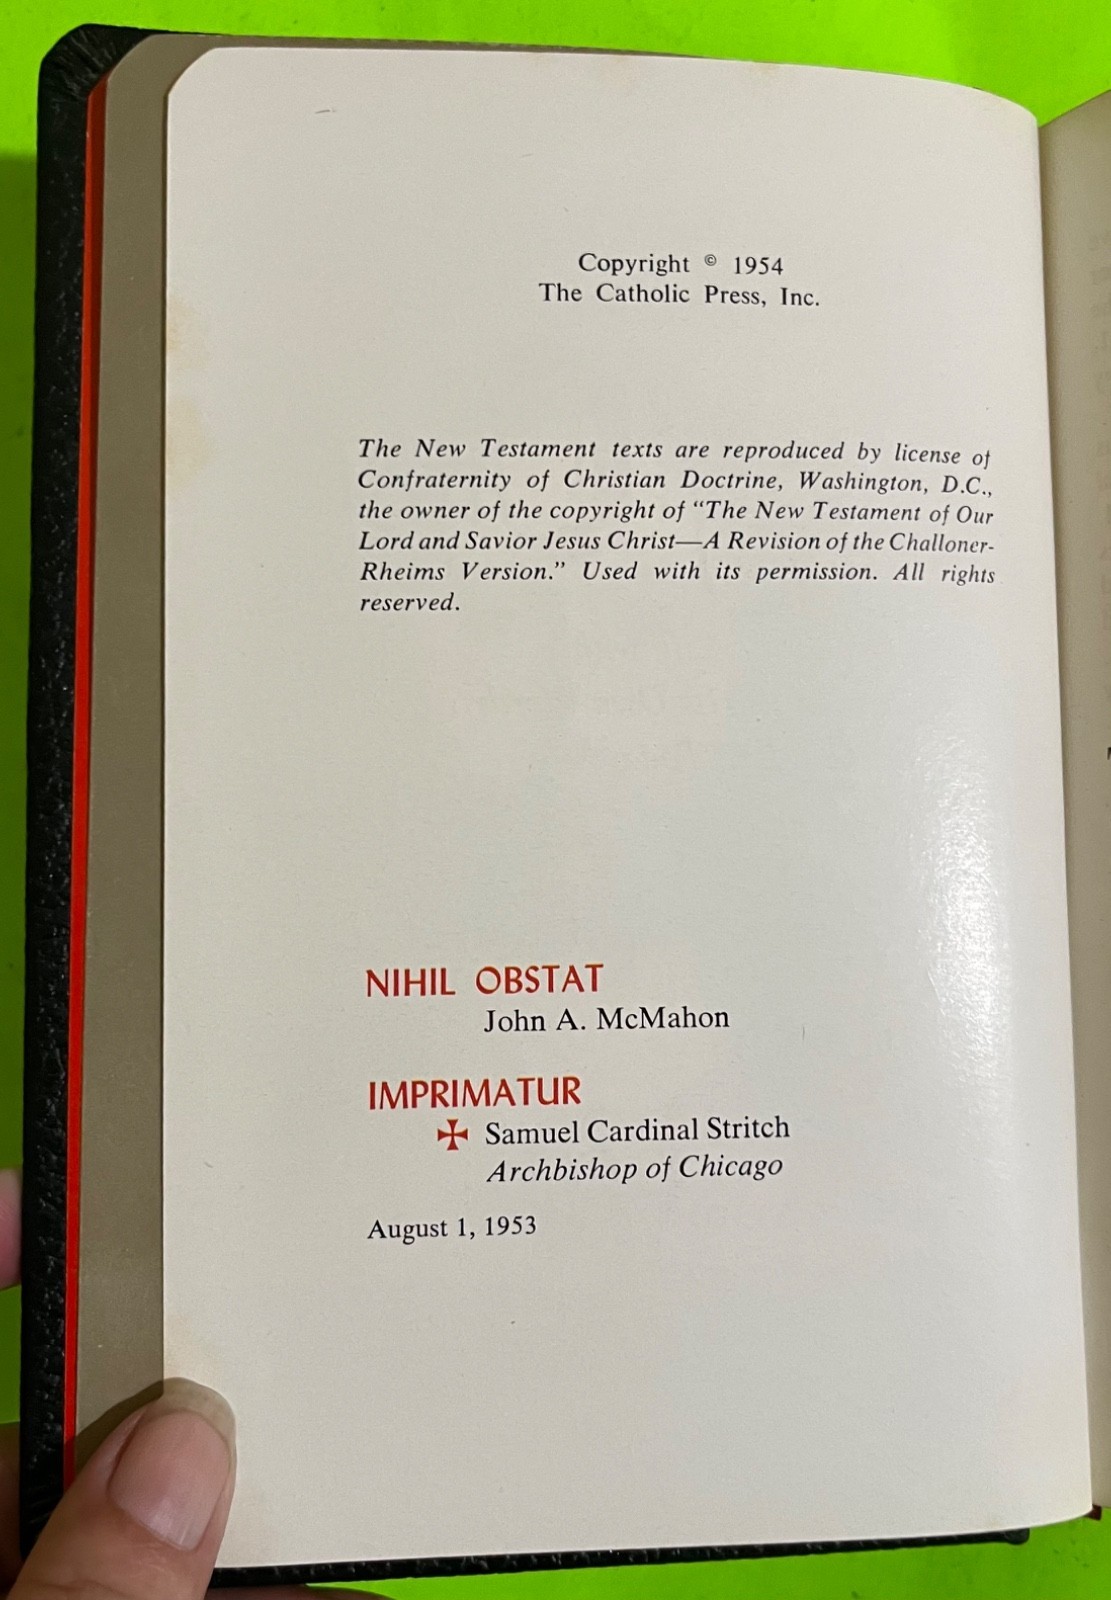 Copyright © 1954
The Catholic Press, Inc.
The New Testament texts are reproduced by license of
Confraternity of Christian Doctrine, Washington, D.C.,
the owner of the copyright of “The New Testament of Our
Lord and Savior Jesus Christ—A Revision of the Challoner-
Rheims Version.” Used with its permission. All rights
reserved.
NIHIL OBSTAT
John A. McMahon
IMPRIMATUR
✠ Samuel Cardinal Stritch
Archbishop of Chicago
August 1, 1953